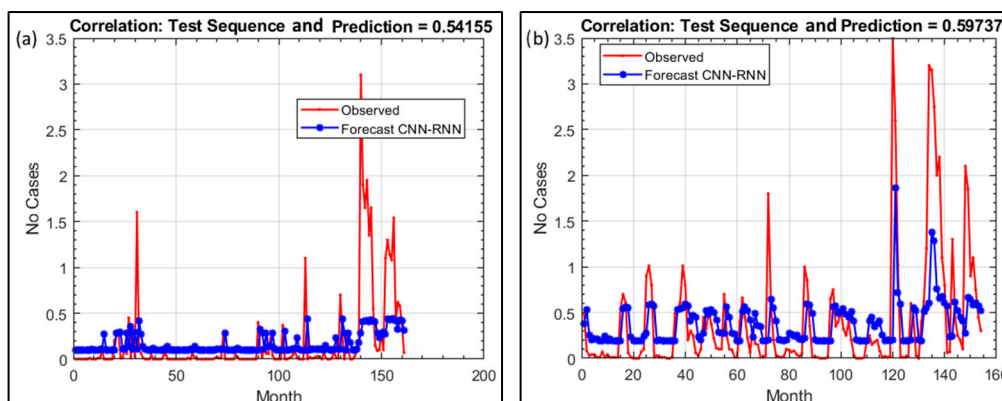 (a) Correlation: Test Sequence and Prediction = 0.54155
3.5
3
2.5
2
1.5
1
0.5
0
No Cases
Observed
Forecast CNN-RNN
0 50 100 150 200
Month
(b) Correlation: Test Sequence and Prediction = 0.59737
3.5
3
2.5
2
1.5
1
0.5
0
No Cases
Observed
Forecast CNN-RNN
0 20 40 60 80 100 120 140 160
Month